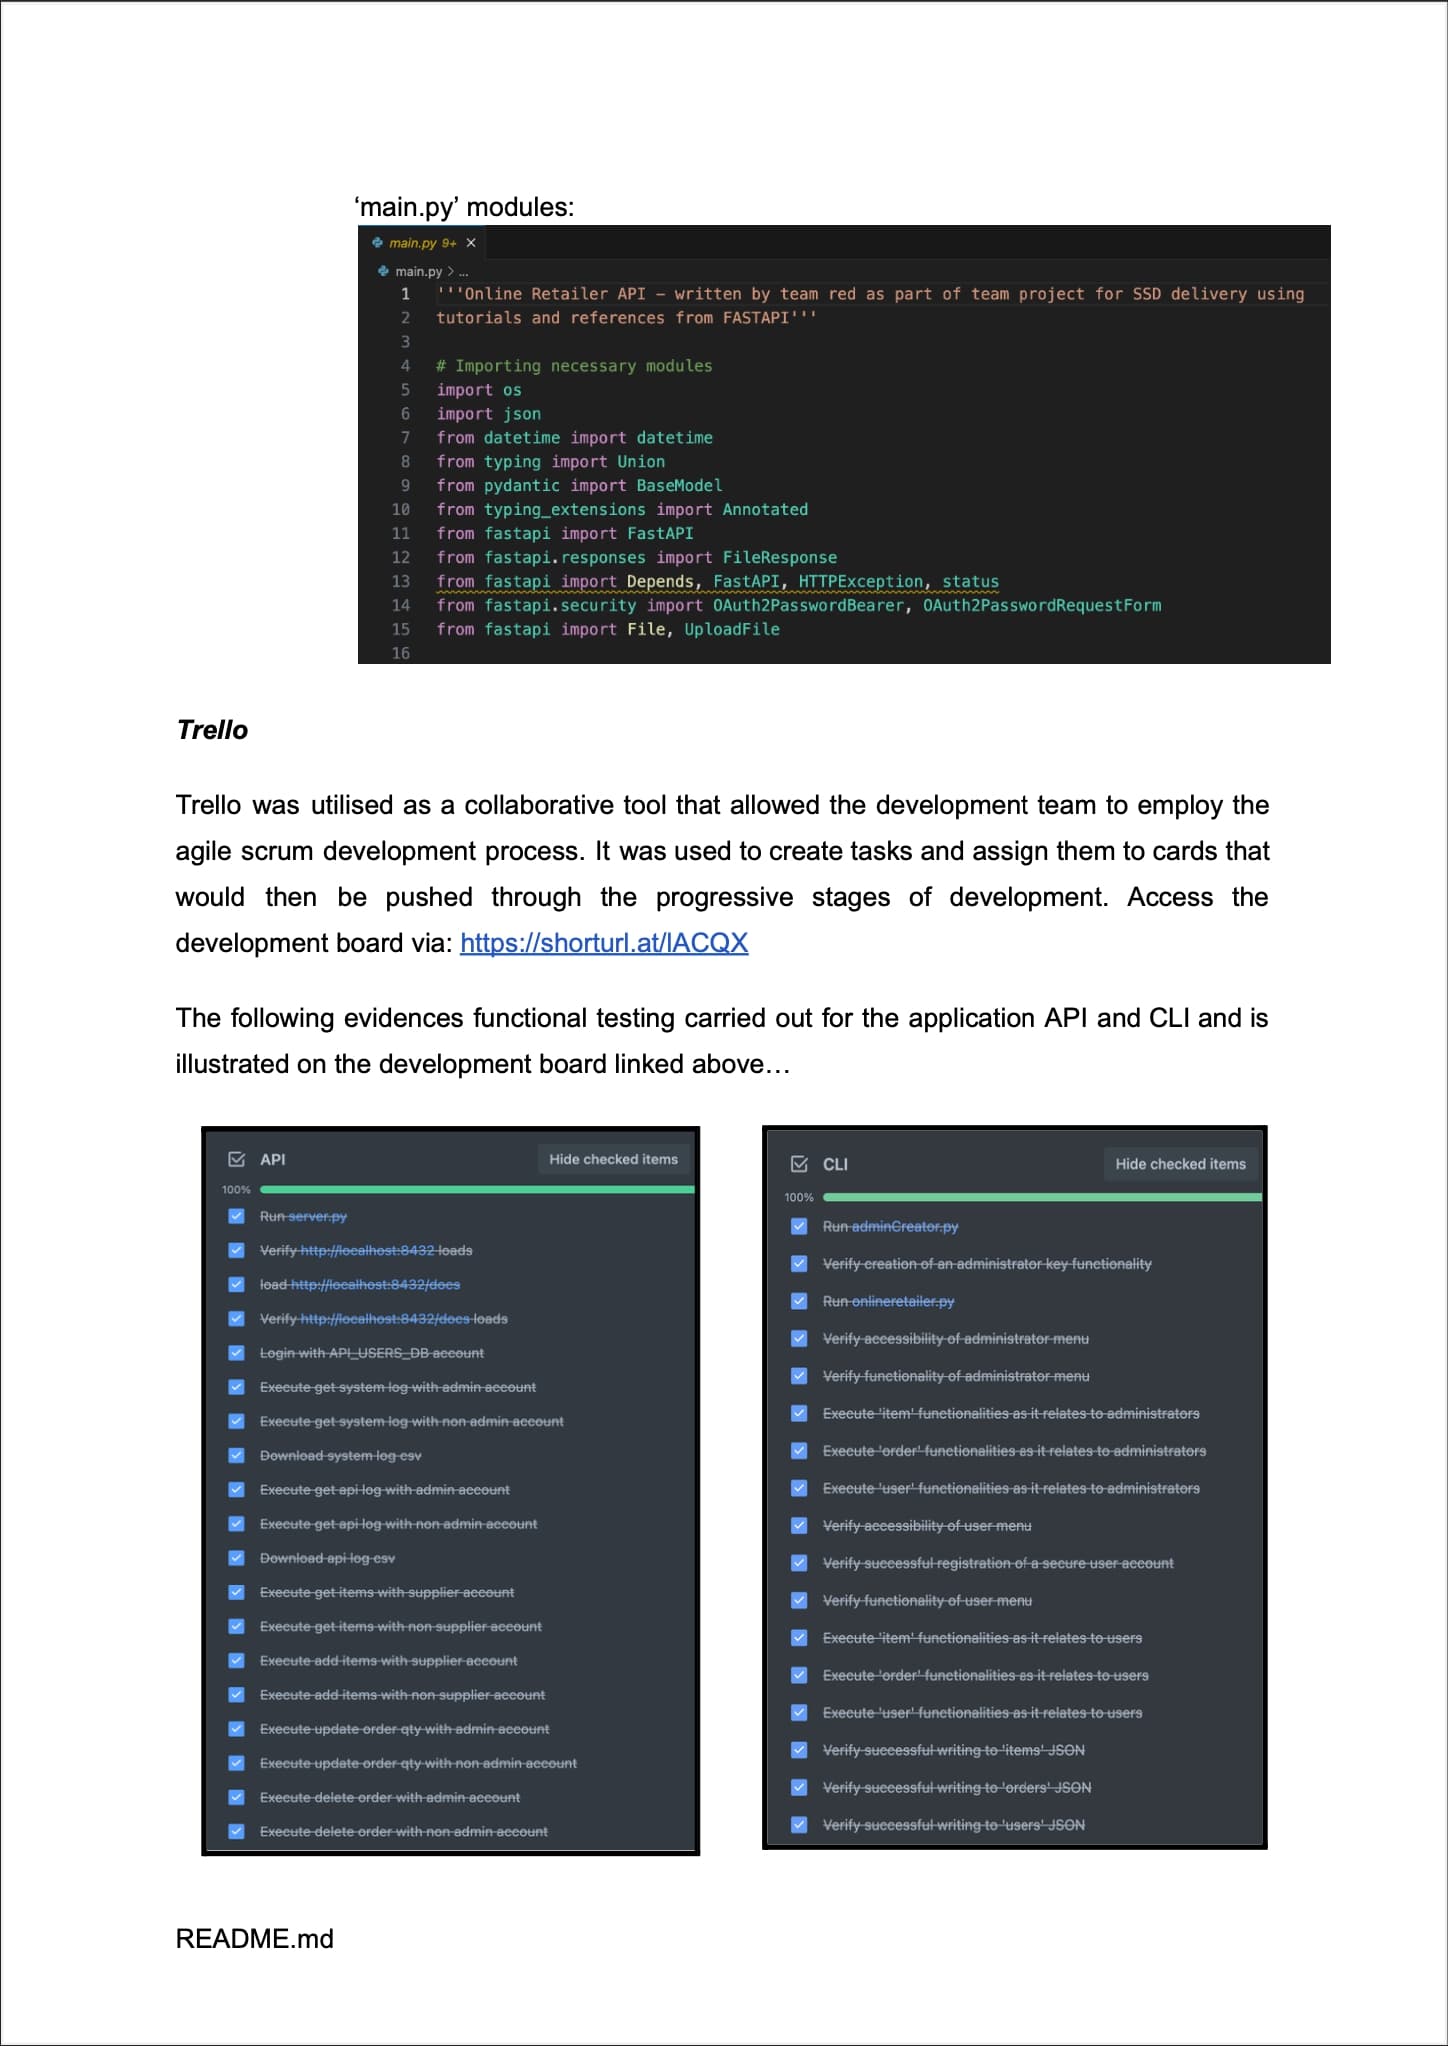 ‘main.py’ modules:
main.py 9+ ×
main.py > ...
1 '''Online Retailer API – written by team red as part of team project for SSD delivery using
2 tutorials and references from FASTAPI'''
3
4 # Importing necessary modules
5 import os
6 import json
7 from datetime import datetime
8 from typing import Union
9 from pydantic import BaseModel
10 from typing_extensions import Annotated
11 from fastapi import FastAPI
12 from fastapi.responses import FileResponse
13 from fastapi import Depends, FastAPI, HTTPException, status
14 from fastapi.security import OAuth2PasswordBearer, OAuth2PasswordRequestForm
15 from fastapi import File, UploadFile
16
Trello
Trello was utilised as a collaborative tool that allowed the development team to employ the
agile scrum development process. It was used to create tasks and assign them to cards that
would then be pushed through the progressive stages of development. Access the
development board via: https://shorturl.at/lACQX
The following evidences functional testing carried out for the application API and CLI and is
illustrated on the development board linked above…
API Hide checked items
100%
Run server.py
Verify http://localhost:8432 loads
load http://localhost:8432/docs
Verify http://localhost:8432/docs loads
Login with API_USERS_DB account
Execute get system log with admin account
Execute get system log with non admin account
Download system log csv
Execute get api log with admin account
Execute get api log with non admin account
Download api log csv
Execute get items with supplier account
Execute get items with non supplier account
Execute add items with supplier account
Execute add items with non supplier account
Execute update order qty with admin account
Execute update order qty with non admin account
Execute delete order with admin account
Execute delete order with non admin account
CLI Hide checked items
100%
Run adminCreator.py
Verify creation of an administrator key functionality
Run onlineretailer.py
Verify accessibility of administrator menu
Verify functionality of administrator menu
Execute 'item' functionalities as it relates to administrators
Execute 'order' functionalities as it relates to administrators
Execute 'user' functionalities as it relates to administrators
Verify accessibility of user menu
Verify successful registration of a secure user account
Verify functionality of user menu
Execute 'item' functionalities as it relates to users
Execute 'order' functionalities as it relates to users
Execute 'user' functionalities as it relates to users
Verify successful writing to 'items' JSON
Verify successful writing to 'orders' JSON
Verify successful writing to 'users' JSON
README.md